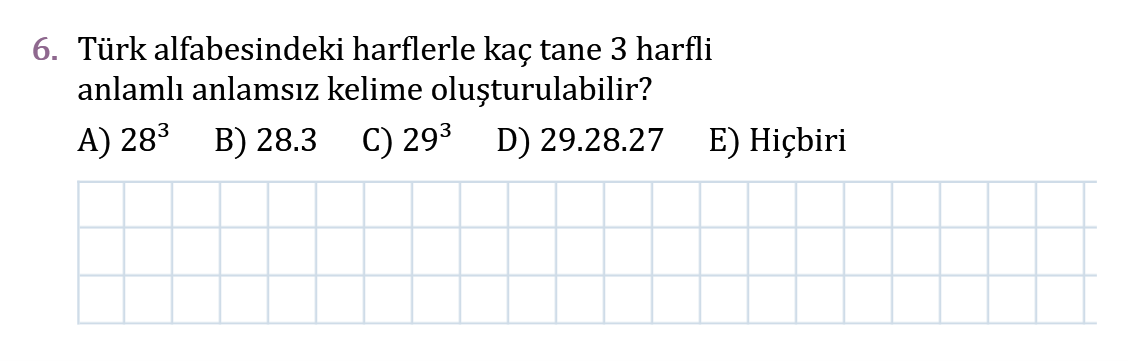 6. Türk alfabesindeki harflerle kaç tane 3 harfli
anlamlı anlamsız kelime oluşturulabilir?
A) 28³ B) 28.3 C) 29³ D) 29.28.27 E) Hiçbiri